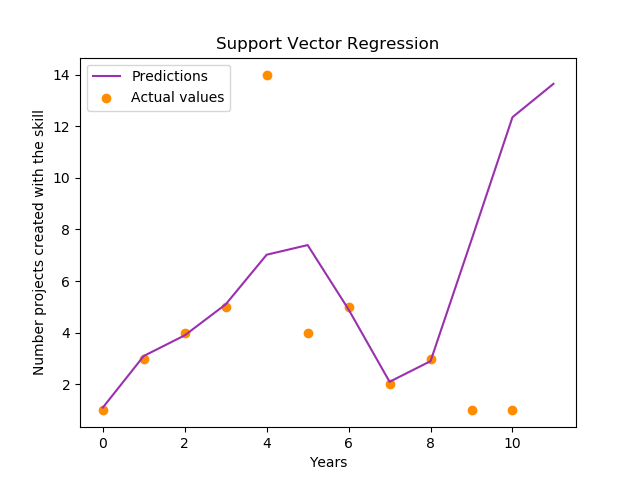 Support Vector Regression
Predictions
Actual values
Number projects created with the skill
14
12
10
8
6
4
2
0
2
4
6
8
10
Years